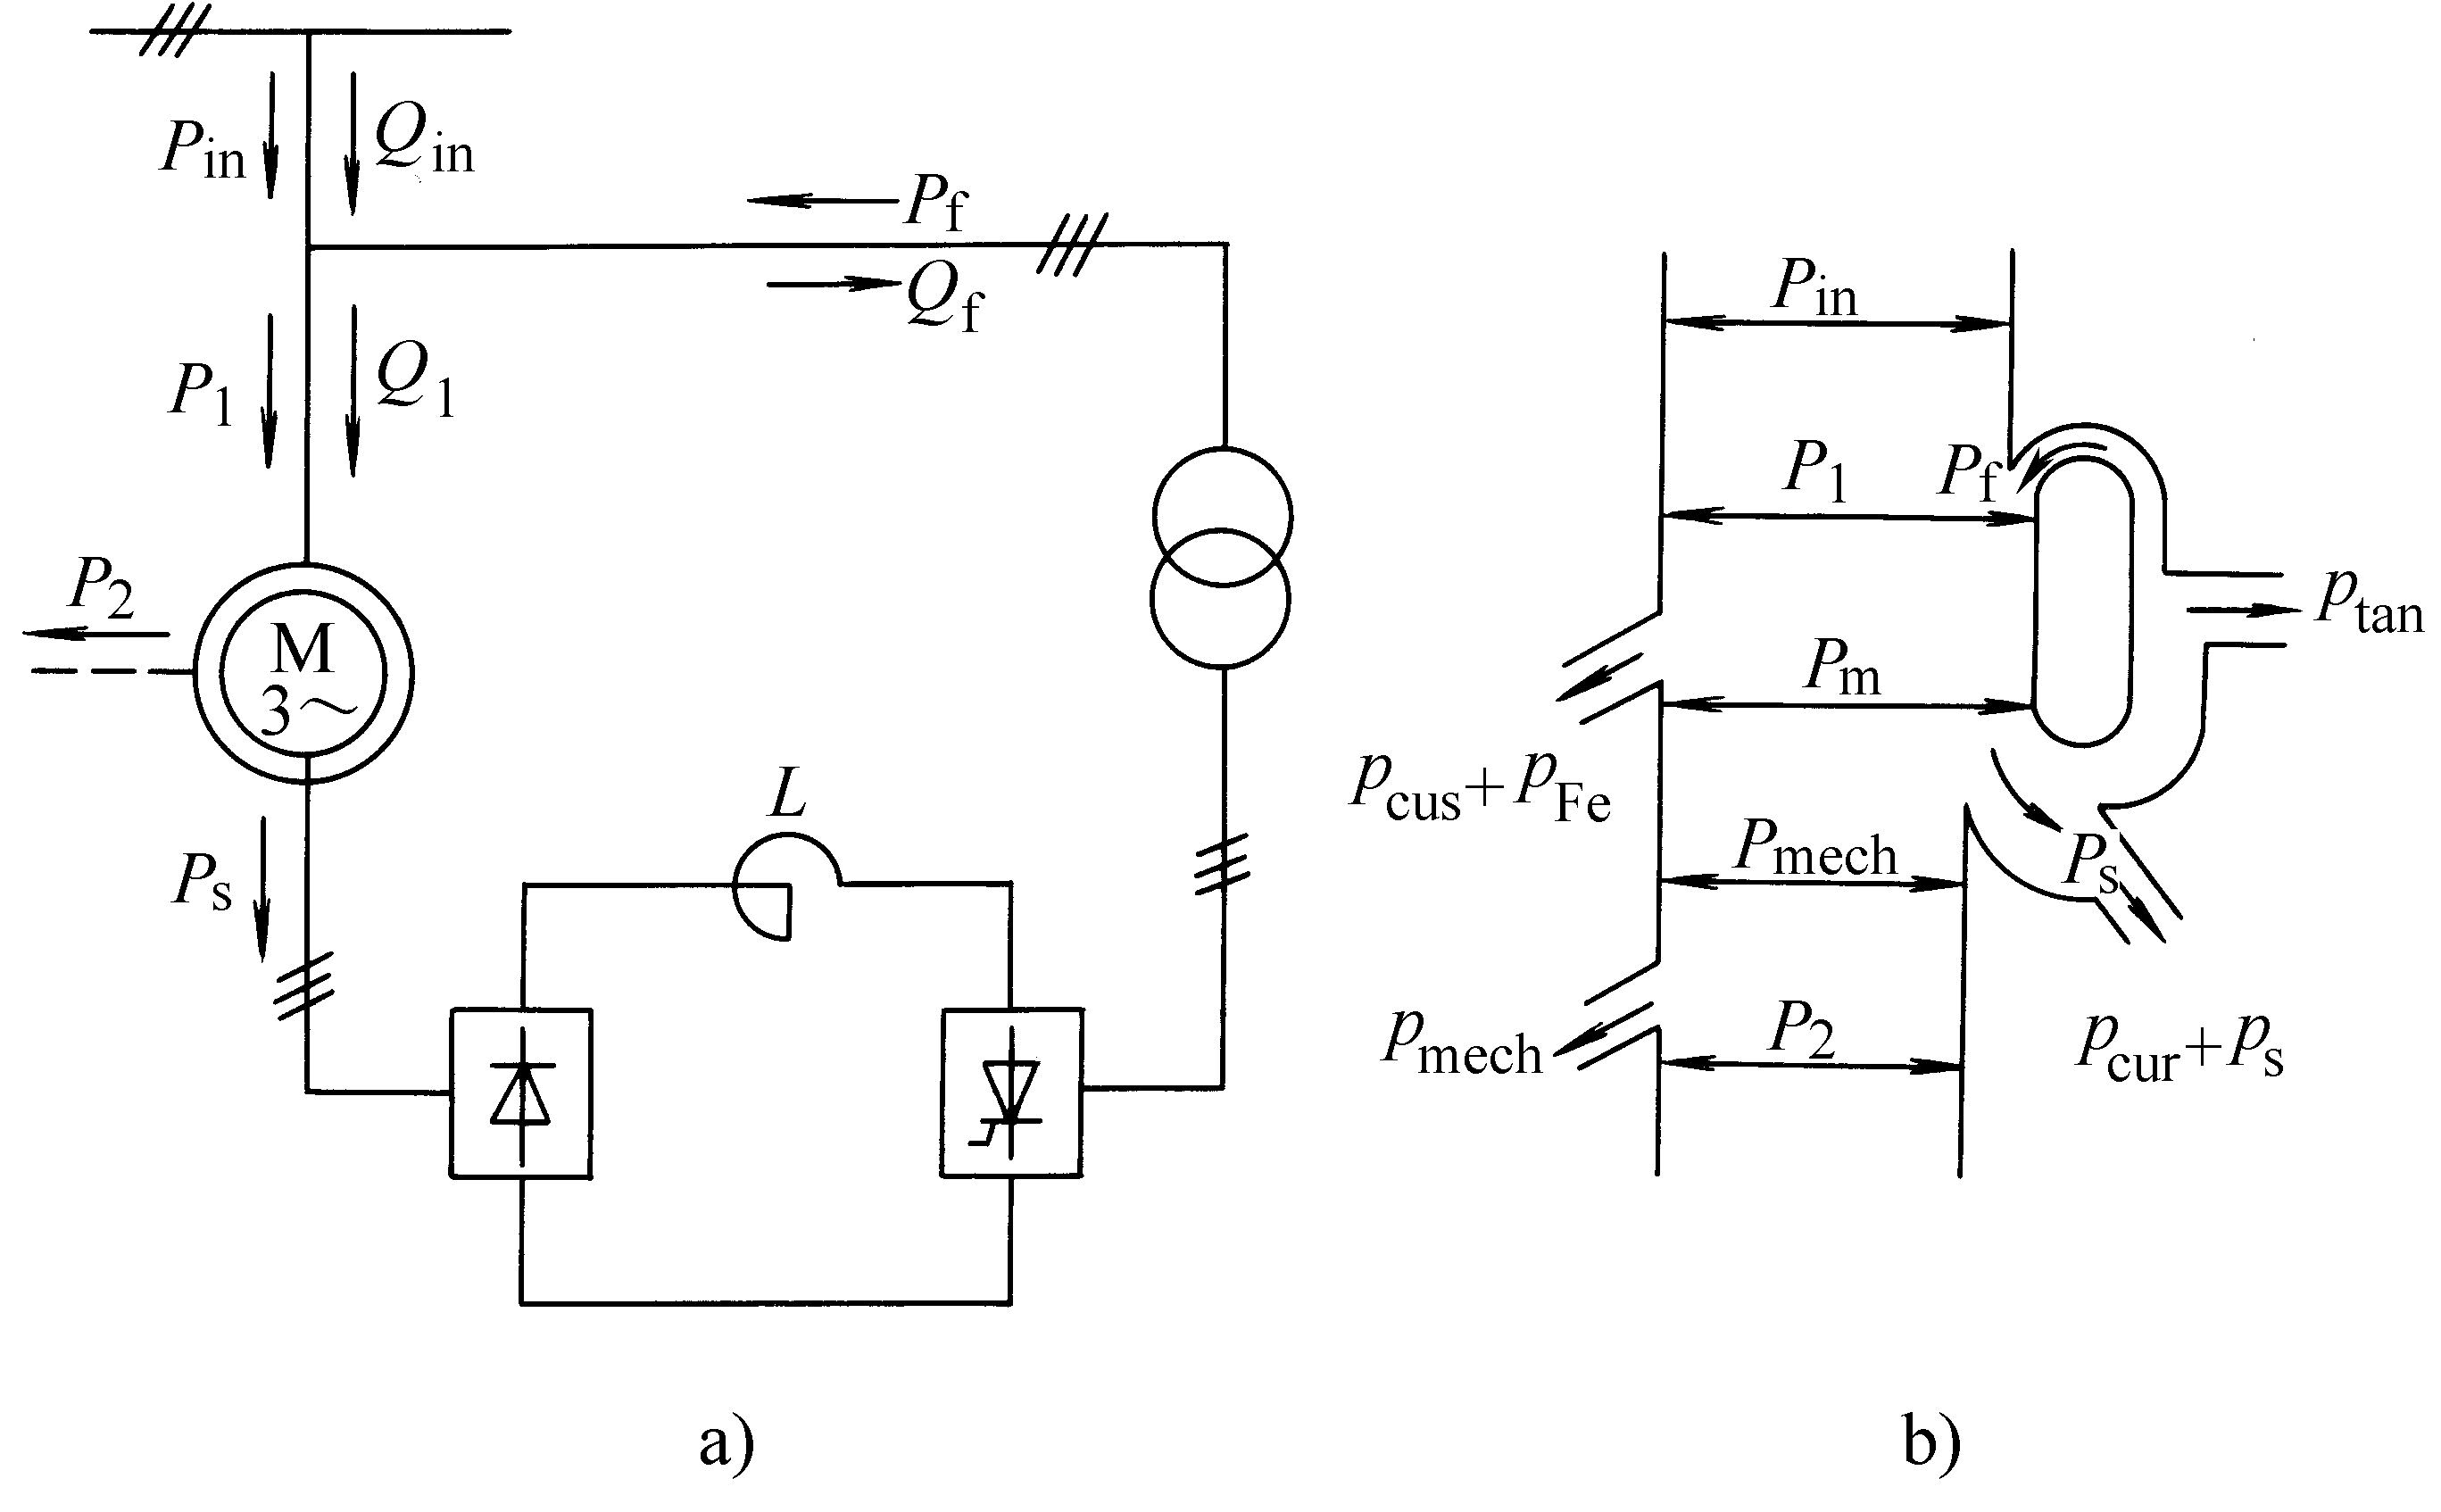 P_in
Q_in
P_f
Q_f
P_1
Q_1
P_2
M
3～
P_s
L
a)
P_in
P_1
P_f
p_tan
P_m
p_cus+p_Fe
P_mech
P_s
p_mech
P_2
p_cur+p_s
b)